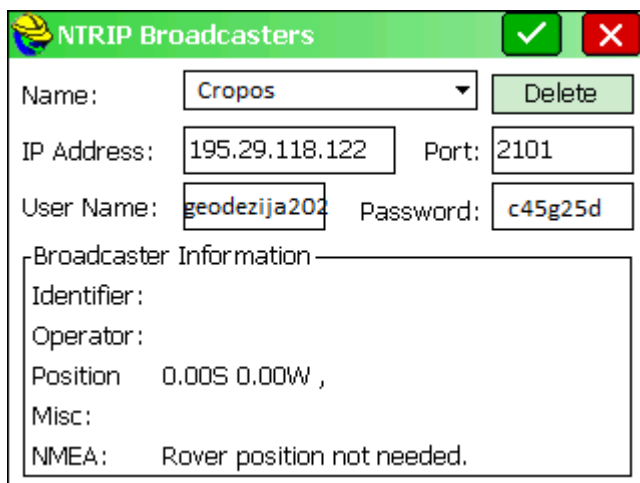 NTRIP Broadcasters
Name: Cropos Delete
IP Address: 195.29.118.122 Port: 2101
User Name: geodezija202 Password: c45g25d
Broadcaster Information
Identifier:
Operator:
Position 0.00S 0.00W ,
Misc:
NMEA: Rover position not needed.